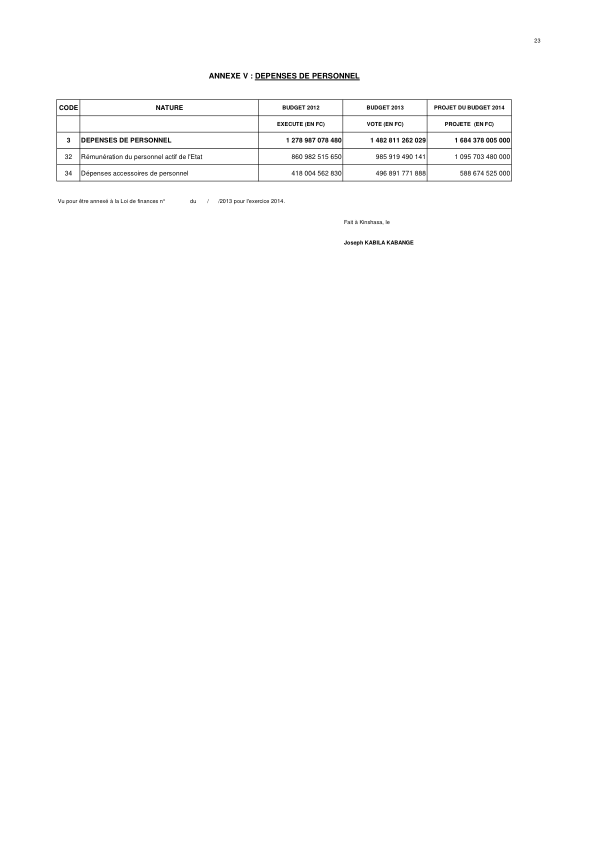 23
ANNEXE V : DEPENSES DE PERSONNEL
CODE NATURE BUDGET 2012 BUDGET 2013 PROJET DU BUDGET 2014
EXECUTE (EN FC) VOTE (EN FC) PROJETE (EN FC)
3 DEPENSES DE PERSONNEL 1 278 987 078 480 1 482 811 262 029 1 684 378 005 000
32 Rémunération du personnel actif de l'Etat 860 982 515 650 985 919 490 141 1 095 703 480 000
34 Dépenses accessoires de personnel 418 004 562 830 496 891 771 888 588 674 525 000
Vu pour être annexé à la Loi de finances n° du / /2013 pour l'exercice 2014.
Fait à Kinshasa, le
Joseph KABILA KABANGE